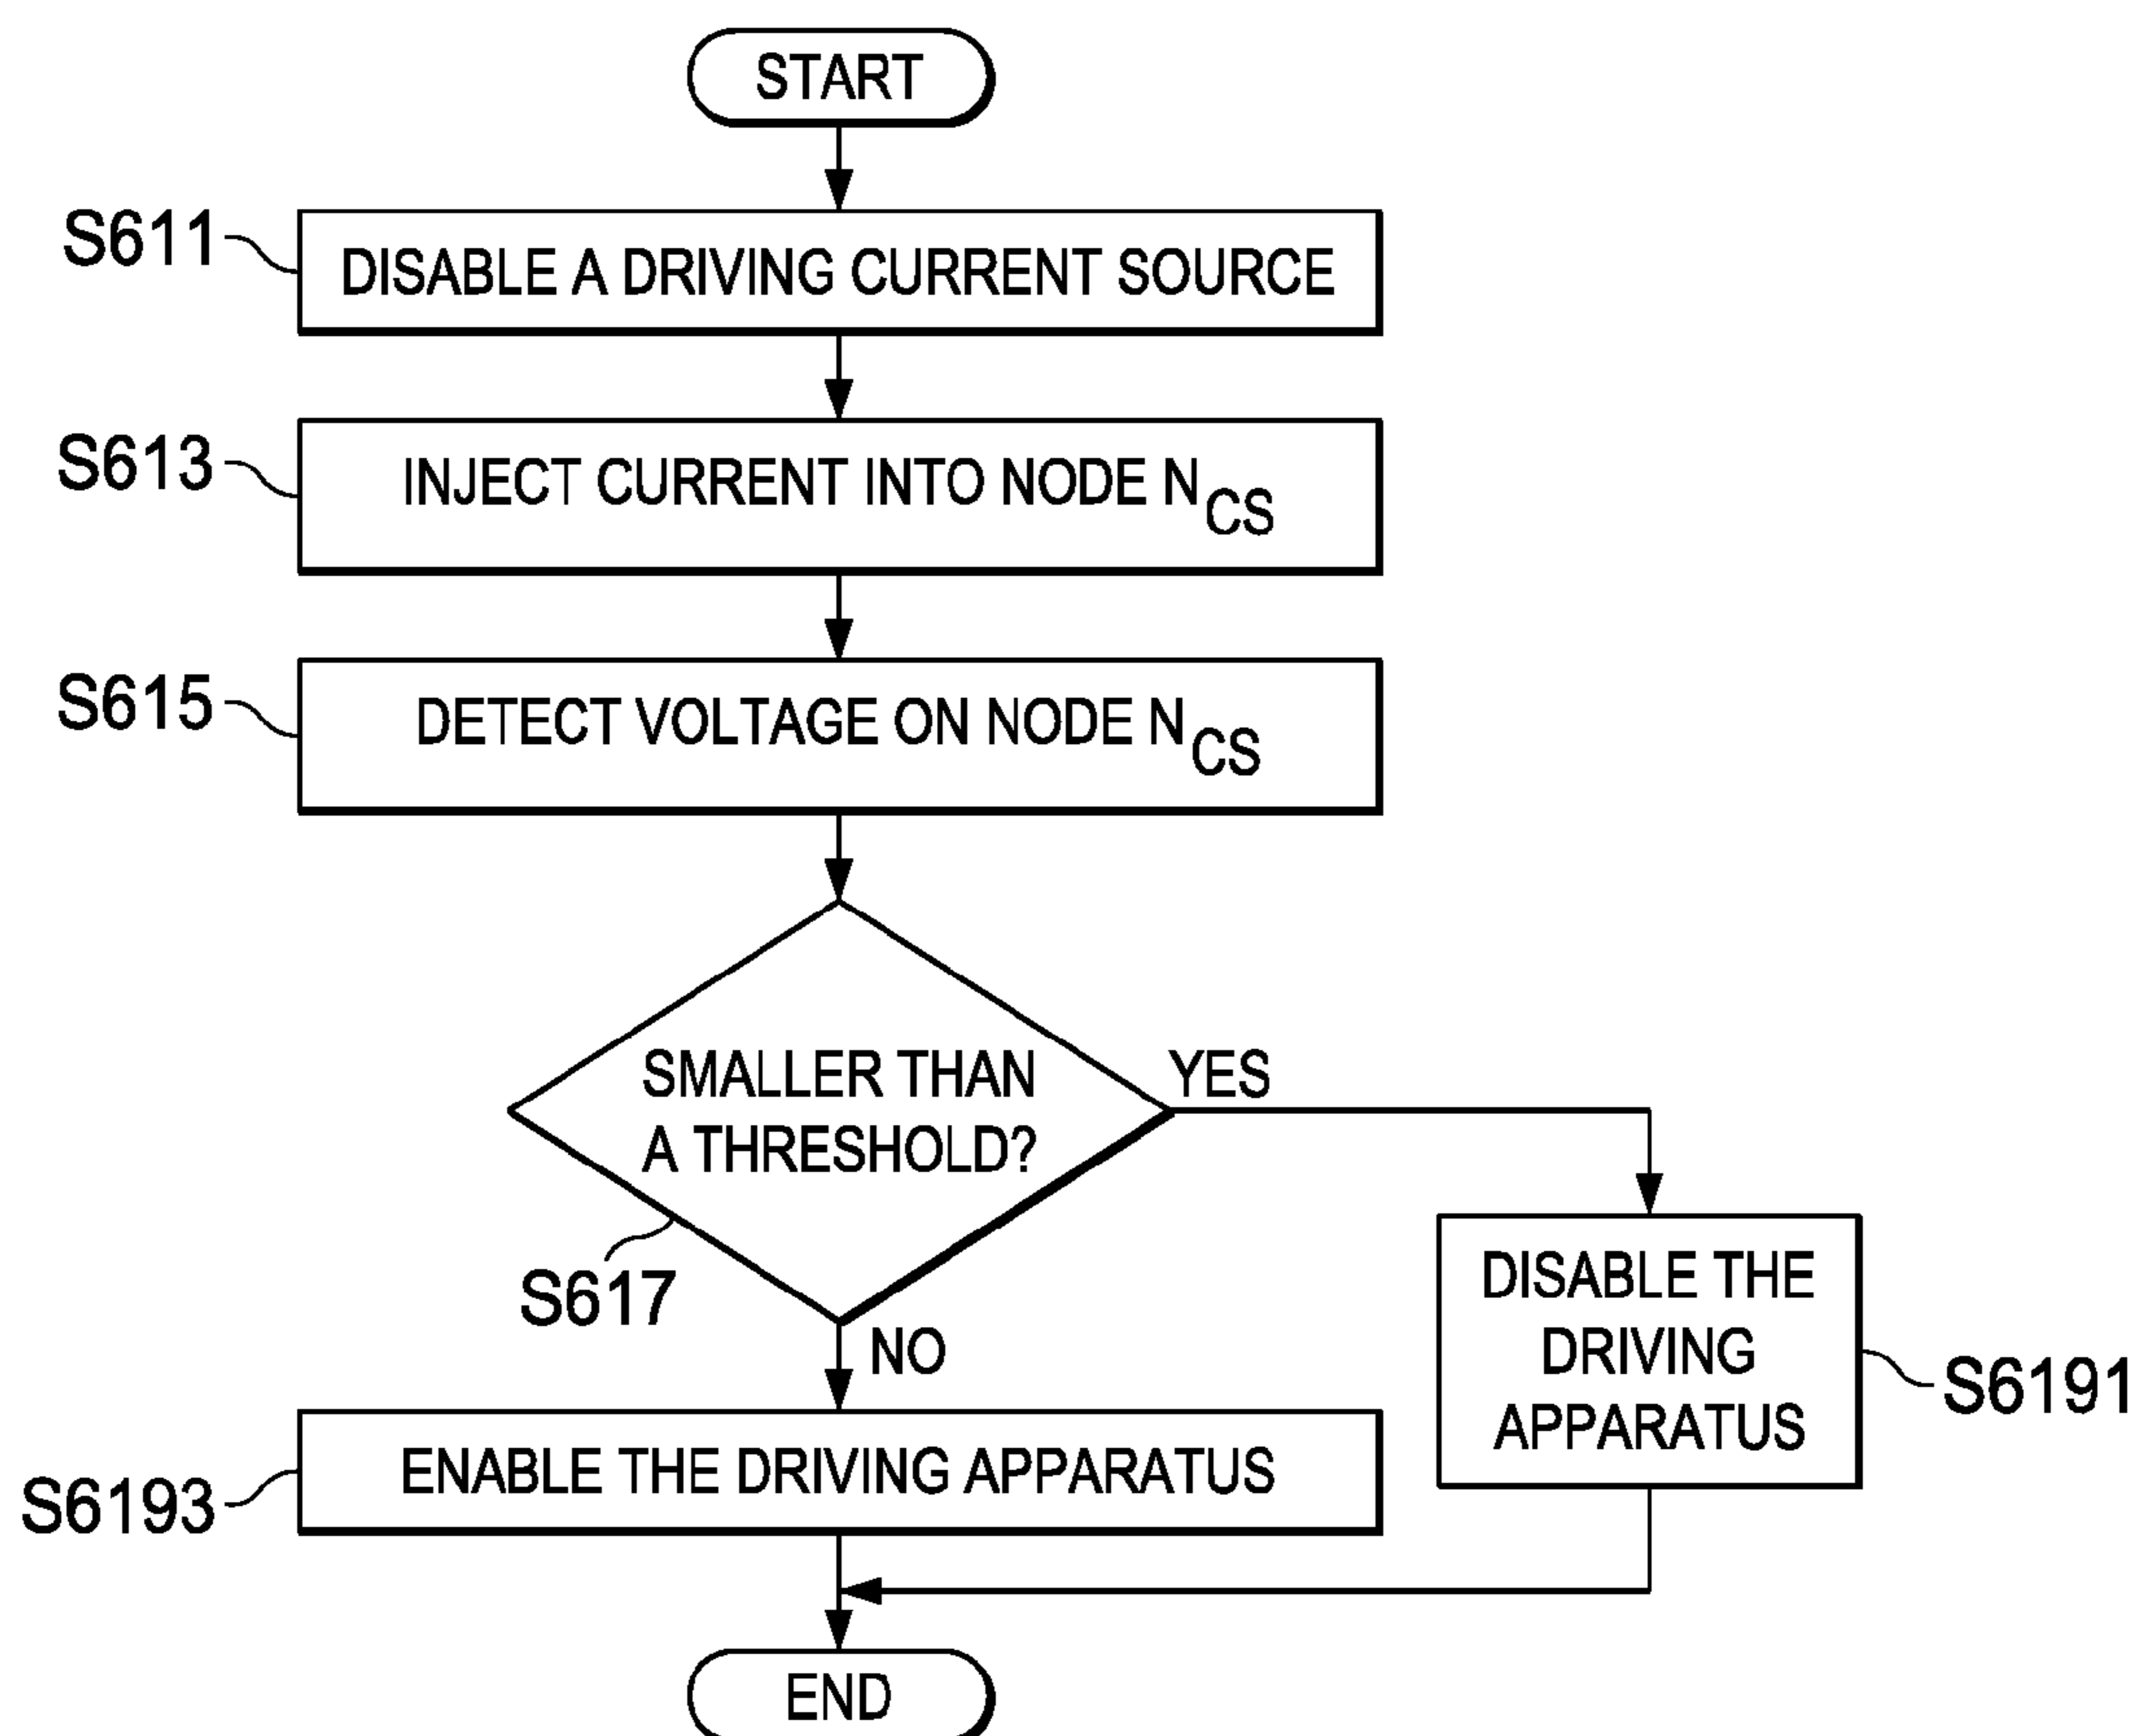 START
S611
DISABLE A DRIVING CURRENT SOURCE
S613
INJECT CURRENT INTO NODE NCS
S615
DETECT VOLTAGE ON NODE NCS
SMALLER THAN
A THRESHOLD?
YES
S617
NO
DISABLE THE
DRIVING
APPARATUS
S6191
ENABLE THE DRIVING APPARATUS
S6193
END